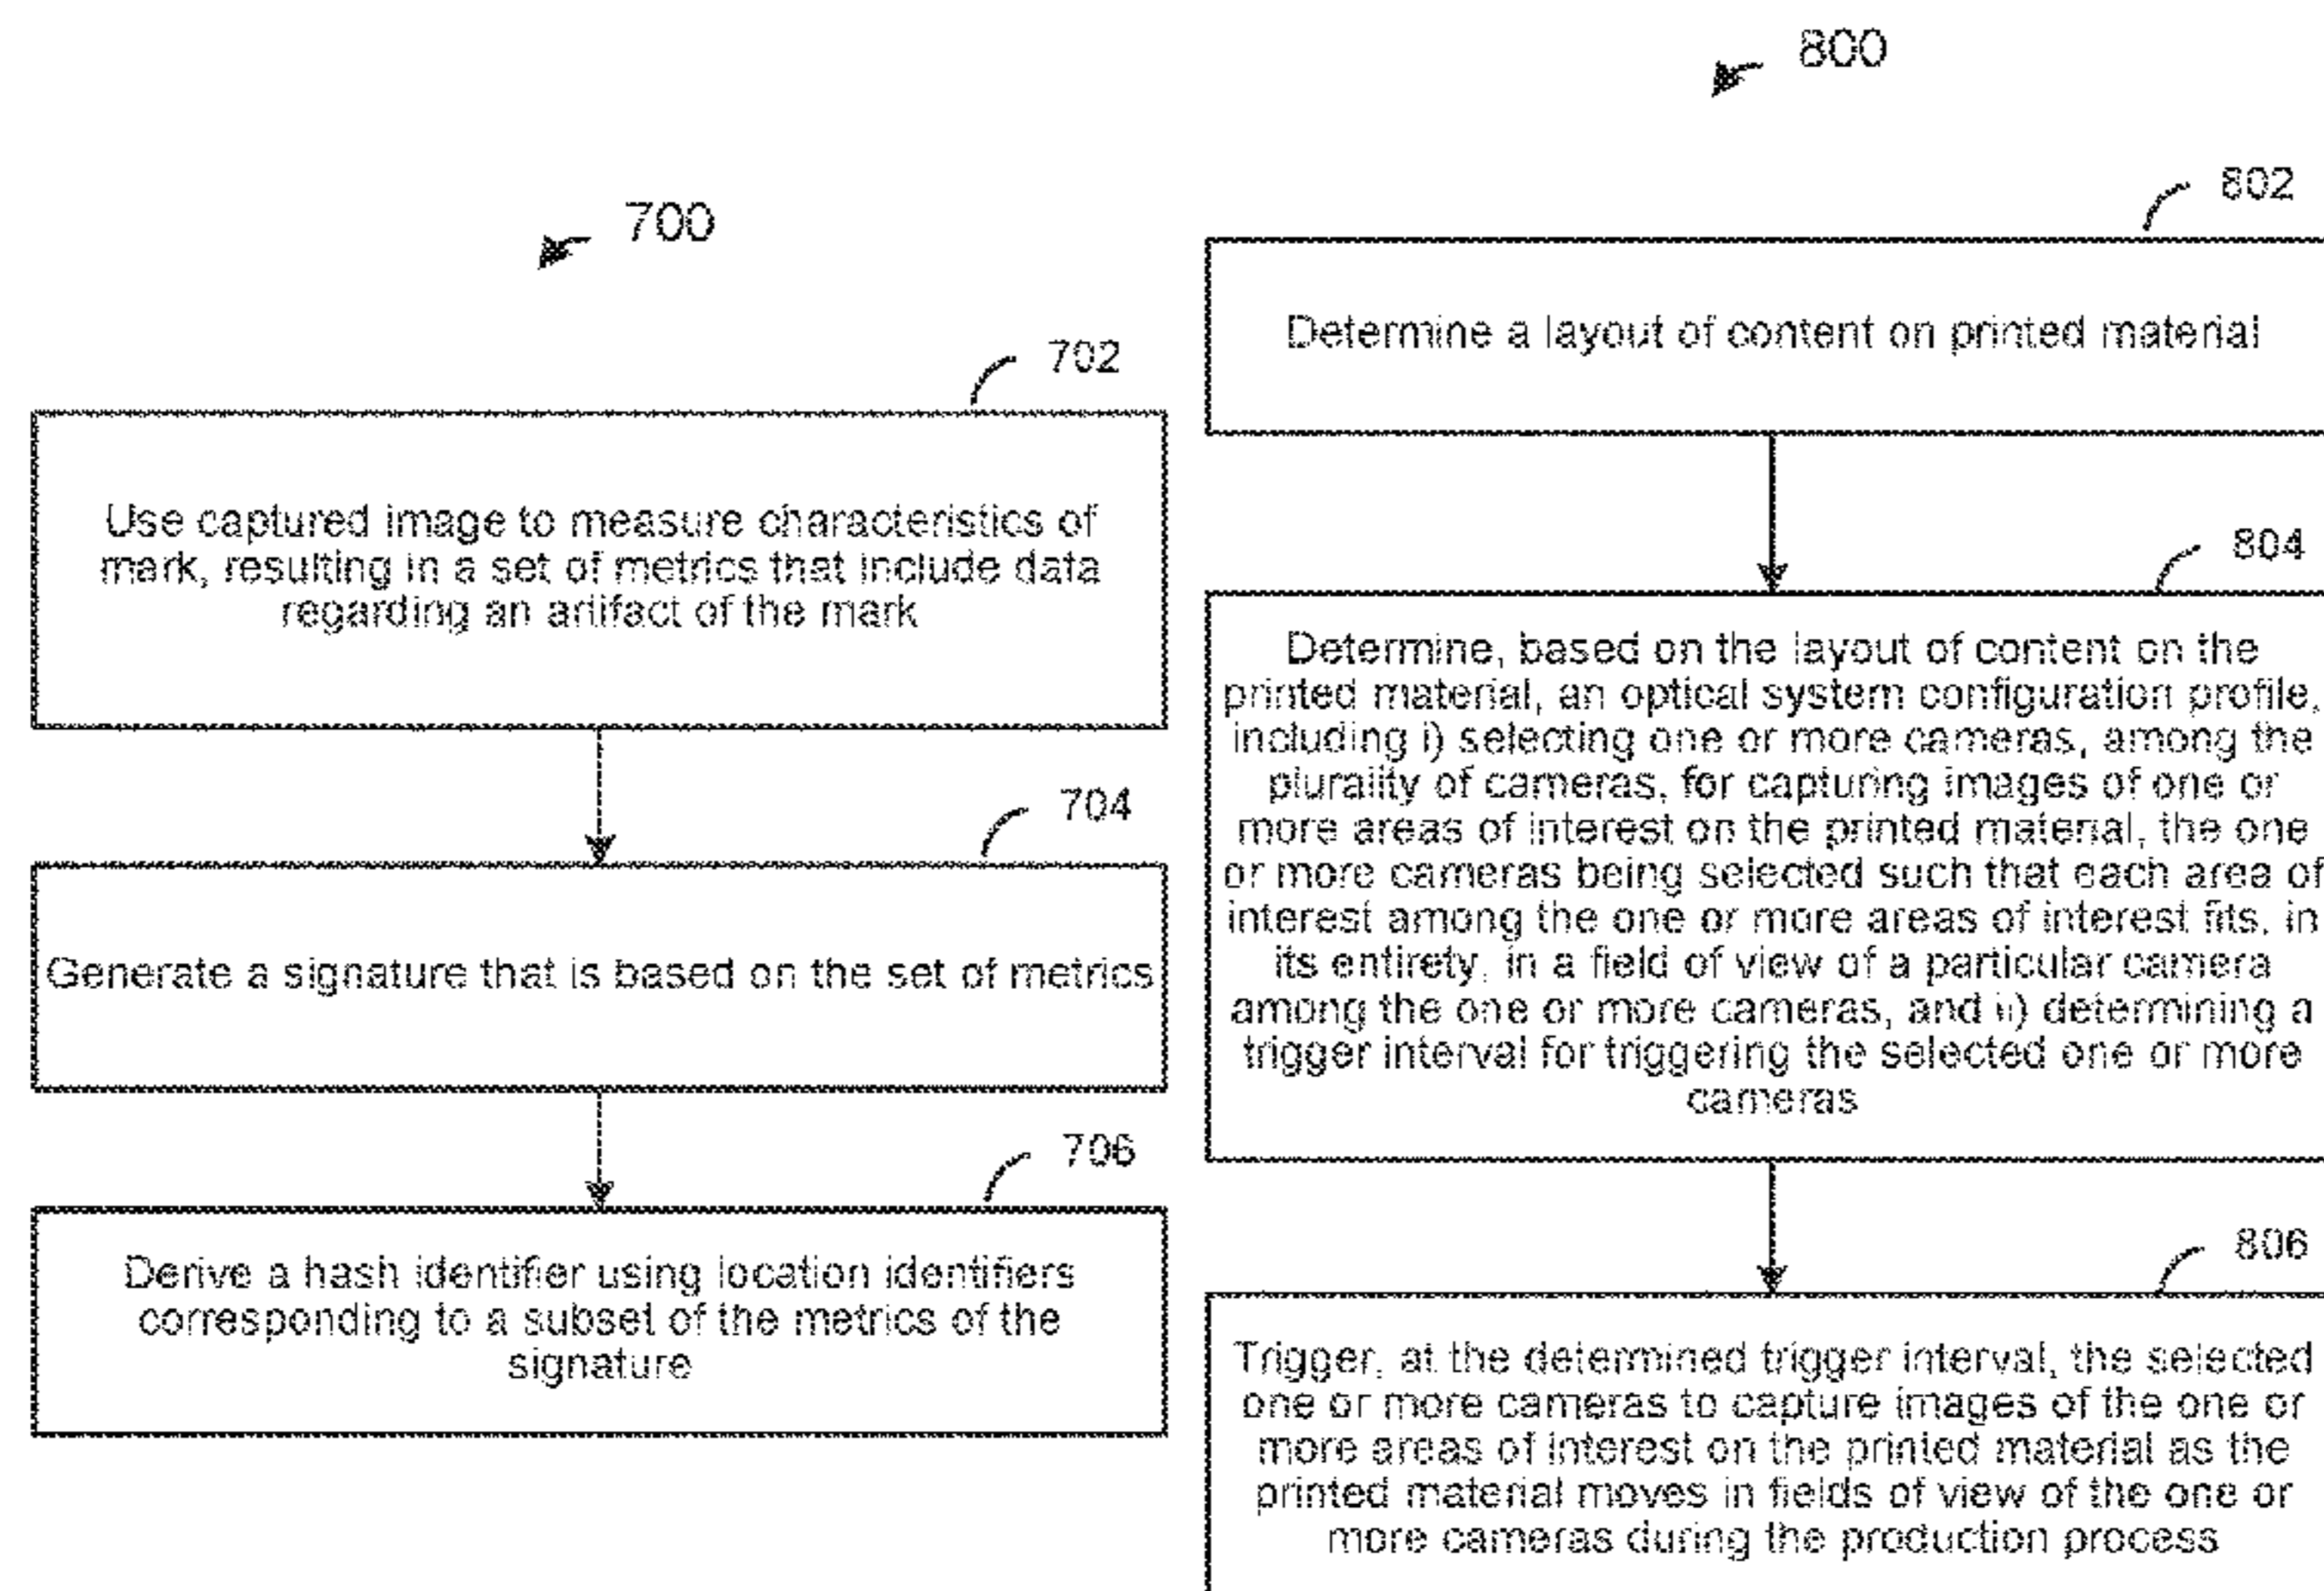 700
702
Use captured image to measure characteristics of
mark, resulting in a set of metrics that include data
regarding an artifact of the mark
704
Generate a signature that is based on the set of metrics
706
Derive a hash identifier using location identifiers
corresponding to a subset of the metrics of the
signature
800
802
Determine a layout of content on printed material
804
Determine, based on the layout of content on the
printed material, an optical system configuration profile,
including i) selecting one or more cameras, among the
plurality of cameras, for capturing images of one or
more areas of interest on the printed material, the one
or more cameras being selected such that each area of
interest among the one or more areas of interest fits, in
its entirety, in a field of view of a particular camera
among the one or more cameras, and ii) determining a
trigger interval for triggering the selected one or more
cameras
806
Trigger, at the determined trigger interval, the selected
one or more cameras to capture images of the one or
more areas of interest on the printed material as the
printed material moves in fields of view of the one or
more cameras during the production process